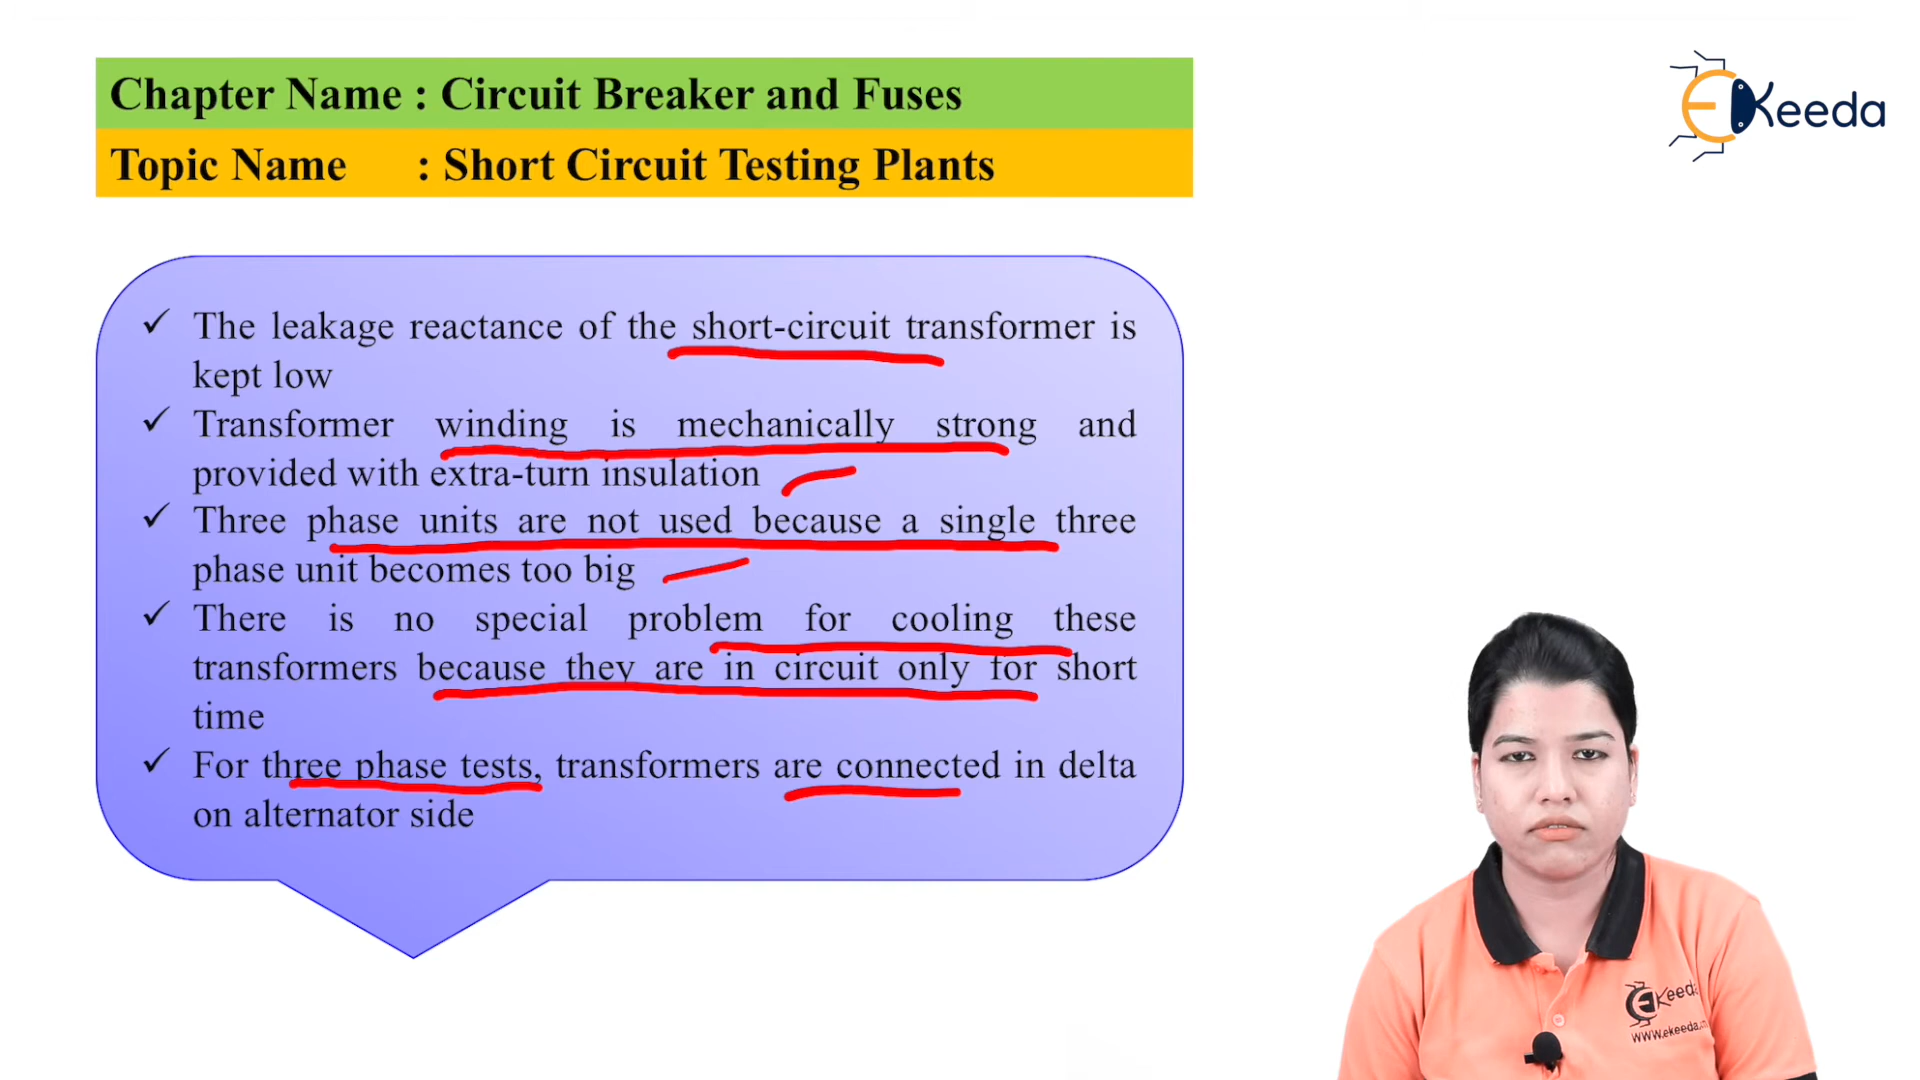 Chapter Name : Circuit Breaker and Fuses
Topic Name : Short Circuit Testing Plants
EKeeda
✓ The leakage reactance of the short-circuit transformer is
kept low
✓ Transformer winding is mechanically strong and
provided with extra-turn insulation
✓ Three phase units are not used because a single three
phase unit becomes too big
✓ There is no special problem for cooling these
transformers because they are in circuit only for short
time
✓ For three phase tests, transformers are connected in delta
on alternator side
EKeeda